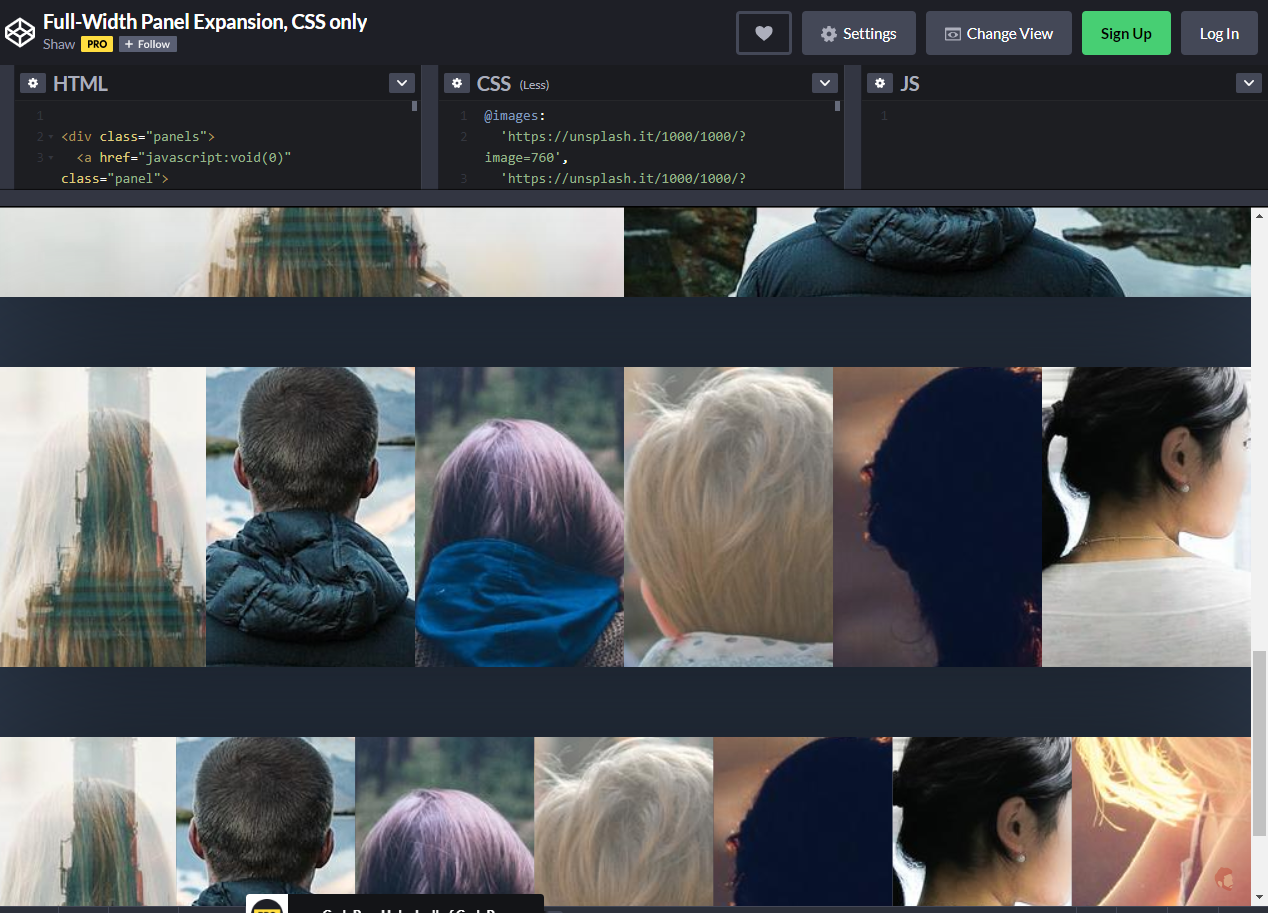 Full-Width Panel Expansion, CSS only
Shaw PRO + Follow
Settings
Change View
Sign Up
Log In
HTML
1
2 <div class="panels">
3 <a href="javascript:void(0)"
class="panel">
CSS (Less)
1 @images:
2 'https://unsplash.it/1000/1000/?
image=760',
3 'https://unsplash.it/1000/1000/?
JS
1